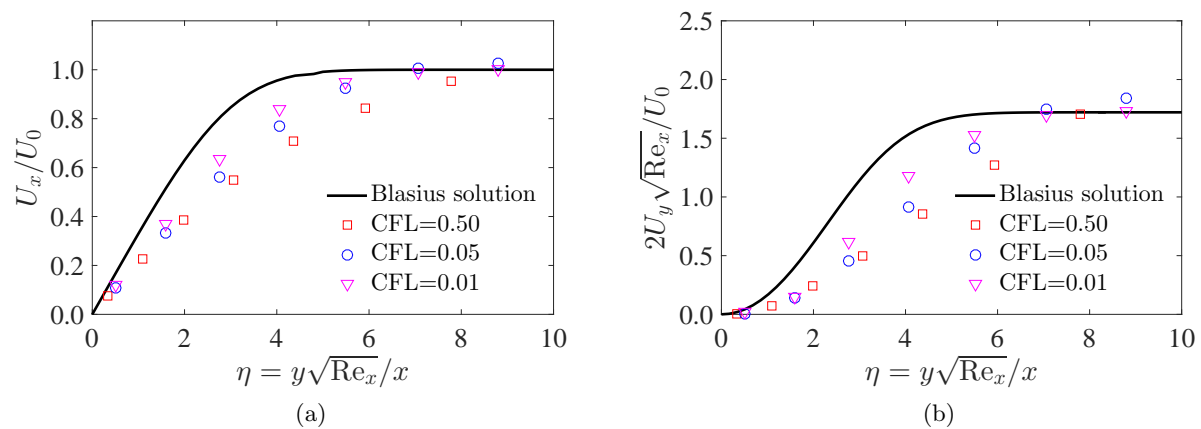 1.0
0.8
0.6
0.4
0.2
0.0
U_x/U_0
Blasius solution
CFL=0.50
CFL=0.05
CFL=0.01
0 2 4 6 8 10
η = y√Re_x/x
(a)
2.5
2.0
1.5
1.0
0.5
0.0
2U_y√Re_x/U_0
Blasius solution
CFL=0.50
CFL=0.05
CFL=0.01
0 2 4 6 8 10
η = y√Re_x/x
(b)